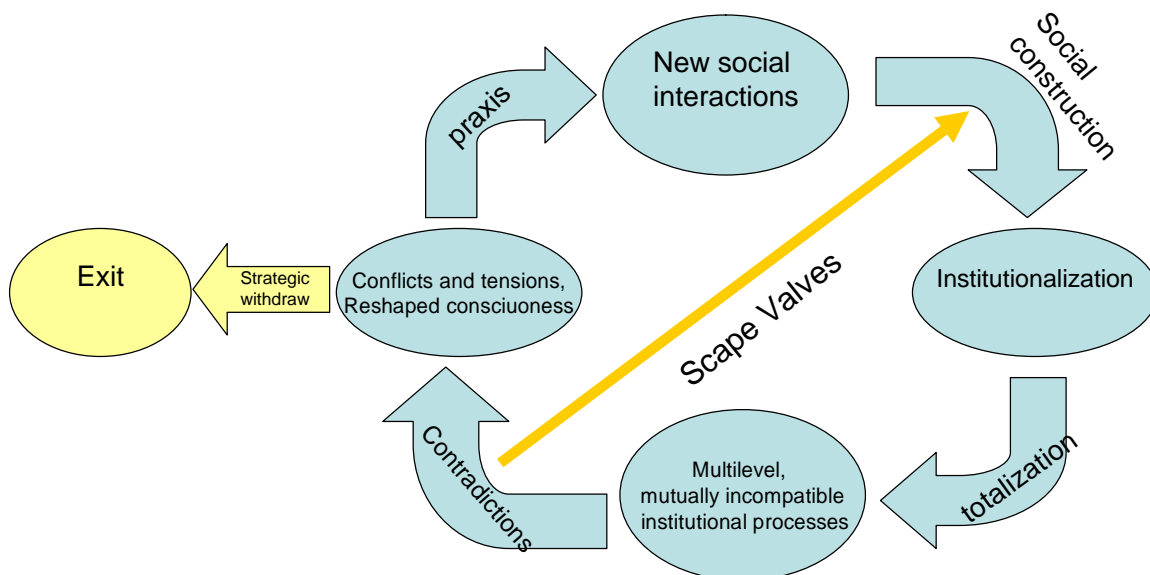 New social
interactions
Social
construction
praxis
Exit
Strategic
withdraw
Conflicts and tensions,
Reshaped consciuoness
Institutionalization
Scape Valves
Contradictions
Multilevel,
mutually incompatible
institutional processes
totalization